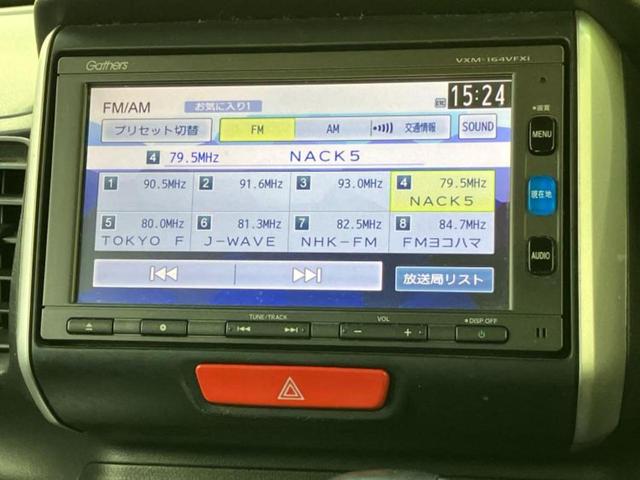 Gathers VXM-164VFXi
FM/AM お気に入り1 15:24
プリセット切替 FM AM 交通情報 SOUND
4 79.5MHz NACK5
1 90.5MHz 2 91.6MHz 3 93.0MHz 4 79.5MHz
NACK5
5 80.0MHz 6 81.3MHz 7 82.5MHz 8 84.7MHz
TOKYO F J-WAVE NHK-FM FMヨコハマ
放送局リスト
●画質
MENU
現在地
AUDIO
TUNE/TRACK VOL ●DISP OFF